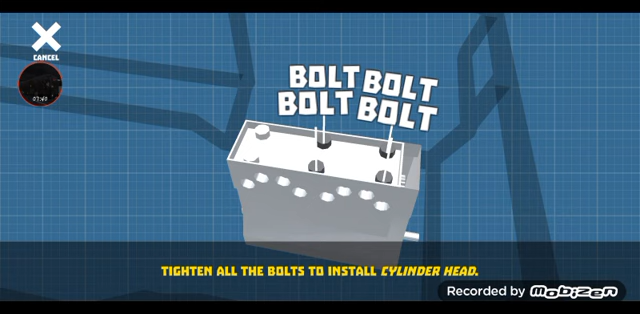 CANCEL
07:49
BOLT BOLT
BOLT BOLT
TIGHTEN ALL THE BOLTS TO INSTALL CYLINDER HEAD.
Recorded by Mobizen